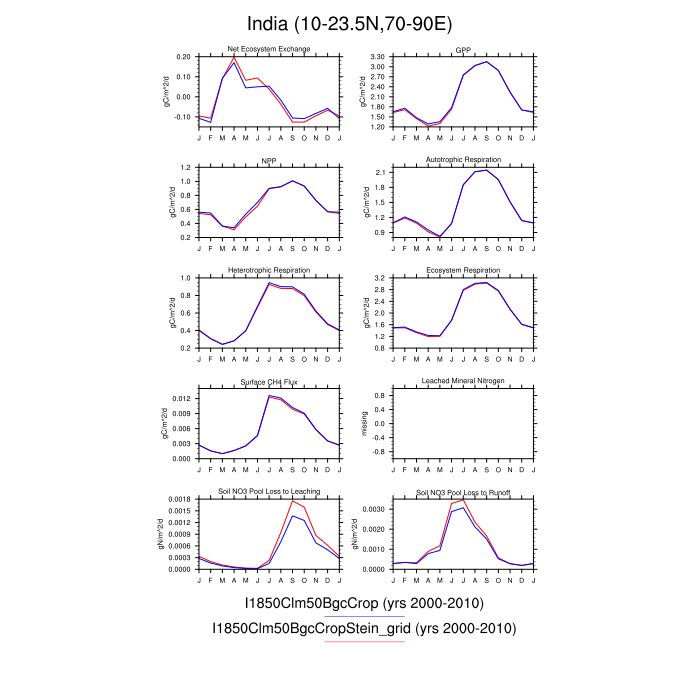 India (10-23.5N,70-90E)
Net Ecosystem Exchange
gC/m^2/d
0.20
0.10
0.00
-0.10
J F M A M J J A S O N D J
GPP
gC/m^2/d
3.30
3.00
2.70
2.40
2.10
1.80
1.50
1.20
J F M A M J J A S O N D J
NPP
gC/m^2/d
1.2
1.0
0.8
0.6
0.4
0.2
J F M A M J J A S O N D J
Autotrophic Respiration
gC/m^2/d
2.1
1.8
1.5
1.2
0.9
J F M A M J J A S O N D J
Heterotrophic Respiration
gC/m^2/d
1.0
0.8
0.6
0.4
0.2
J F M A M J J A S O N D J
Ecosystem Respiration
gC/m^2/d
3.2
2.8
2.4
2.0
1.6
1.2
0.8
J F M A M J J A S O N D J
Surface CH4 Flux
gC/m^2/d
0.012
0.009
0.006
0.003
0.000
J F M A M J J A S O N D J
Leached Mineral Nitrogen
missing
0.8
0.4
-0.0
-0.4
-0.8
J F M A M J J A S O N D J
Soil NO3 Pool Loss to Leaching
gN/m^2/d
0.0018
0.0015
0.0012
0.0009
0.0006
0.0003
0.0000
J F M A M J J A S O N D J
Soil NO3 Pool Loss to Runoff
gN/m^2/d
0.0030
0.0020
0.0010
0.0000
J F M A M J J A S O N D J
I1850Clm50BgcCrop (yrs 2000-2010)
I1850Clm50BgcCropStein_grid (yrs 2000-2010)